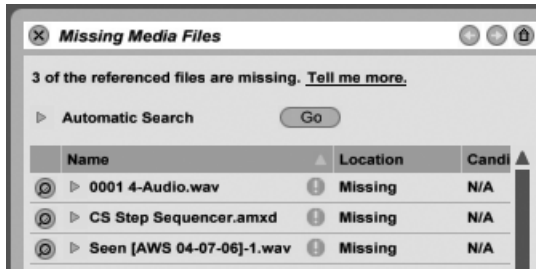 Missing Media Files
3 of the referenced files are missing. Tell me more.
Automatic Search Go
Name Location Candi
0001 4-Audio.wav Missing N/A
CS Step Sequencer.amxd Missing N/A
Seen [AWS 04-07-06]-1.wav Missing N/A